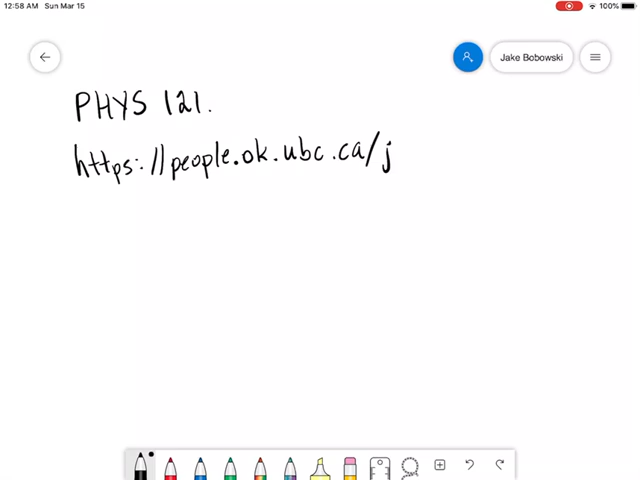 12:58 AM Sun Mar 15 100%
Jake Bobowski
PHYS 121.
https://people.ok.ubc.ca/j